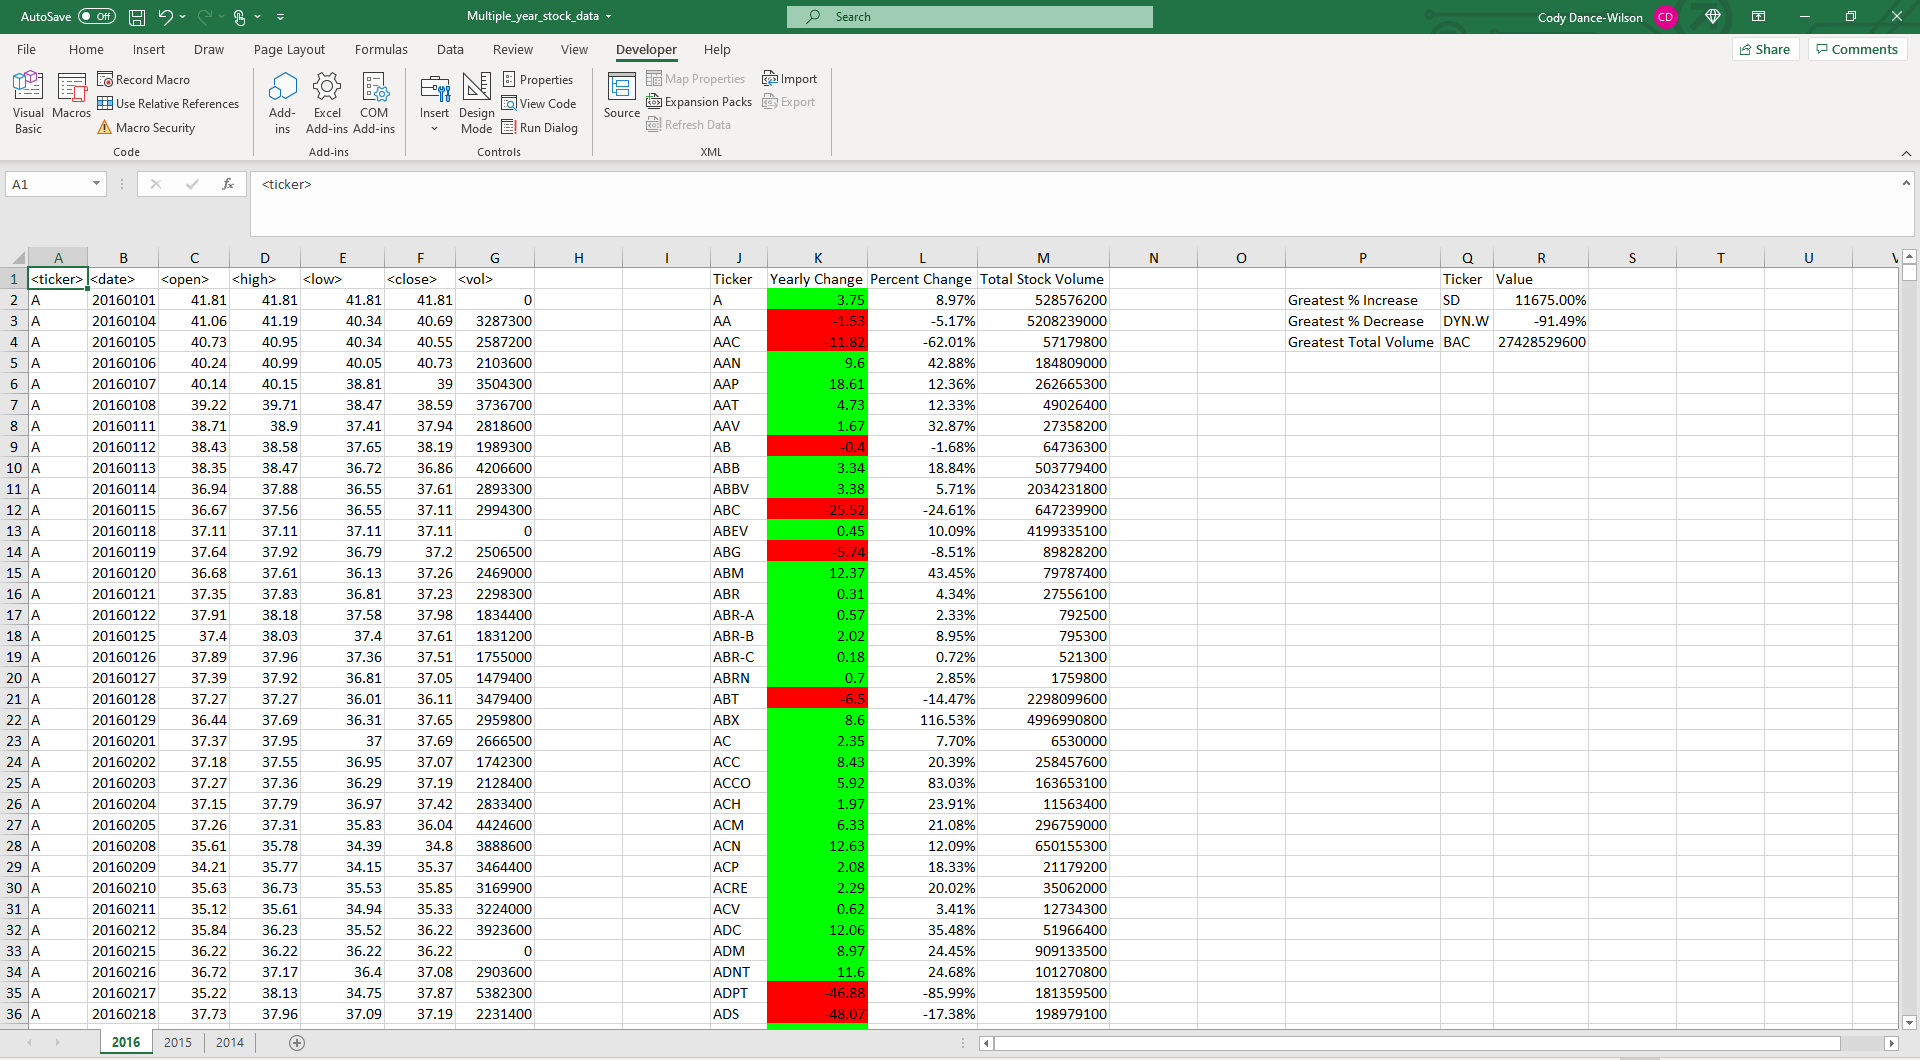 AutoSave Off Multiple_year_stock_data Search Cody Dance-Wilson CD
File Home Insert Draw Page Layout Formulas Data Review View Developer Help Share Comments
Visual Basic Macros Record Macro Use Relative References Macro Security Code
Add-ins Excel Add-ins COM Add-ins Add-ins
Insert Design Mode Properties View Code Run Dialog Controls
Source Map Properties Expansion Packs Refresh Data Import Export XML
A1 fx <ticker>
A B C D E F G H I J K L M N O P Q R S T U V
1 <ticker> <date> <open> <high> <low> <close> <vol> Ticker Yearly Change Percent Change Total Stock Volume Ticker Value
2 A 20160101 41.81 41.81 41.81 41.81 0 A 3.75 8.97% 528576200 Greatest % Increase SD 11675.00%
3 A 20160104 41.06 41.19 40.34 40.69 3287300 AA -1.53 -5.17% 5208239000 Greatest % Decrease DYN.W -91.49%
4 A 20160105 40.73 40.95 40.34 40.55 2587200 AAC -11.82 -62.01% 57179800 Greatest Total Volume BAC 27428529600
5 A 20160106 40.24 40.99 40.05 40.73 2103600 AAN 9.6 42.88% 184809000
6 A 20160107 40.14 40.15 38.81 39 3504300 AAP 18.61 12.36% 262665300
7 A 20160108 39.22 39.71 38.47 38.59 3736700 AAT 4.73 12.33% 49026400
8 A 20160111 38.71 38.9 37.41 37.94 2818600 AAV 1.67 32.87% 27358200
9 A 20160112 38.43 38.58 37.65 38.19 1989300 AB -0.4 -1.68% 64736300
10 A 20160113 38.35 38.47 36.72 36.86 4206600 ABB 3.34 18.84% 503779400
11 A 20160114 36.94 37.88 36.55 37.61 2893300 ABBV 3.38 5.71% 2034231800
12 A 20160115 36.67 37.56 36.55 37.11 2994300 ABC -25.52 -24.61% 647239900
13 A 20160118 37.11 37.11 37.11 37.11 0 ABEV 0.45 10.09% 4199335100
14 A 20160119 37.64 37.92 36.79 37.2 2506500 ABG -5.74 -8.51% 89828200
15 A 20160120 36.68 37.61 36.13 37.26 2469000 ABM 12.37 43.45% 79787400
16 A 20160121 37.35 37.83 36.81 37.23 2298300 ABR 0.31 4.34% 27556100
17 A 20160122 37.91 38.18 37.58 37.98 1834400 ABR-A 0.57 2.33% 792500
18 A 20160125 37.4 38.03 37.4 37.61 1831200 ABR-B 2.02 8.95% 795300
19 A 20160126 37.89 37.96 37.36 37.51 1755000 ABR-C 0.18 0.72% 521300
20 A 20160127 37.39 37.92 36.81 37.05 1479400 ABRN 0.7 2.85% 1759800
21 A 20160128 37.27 37.27 36.01 36.11 3479400 ABT -6.5 -14.47% 2298099600
22 A 20160129 36.44 37.69 36.31 37.65 2959800 ABX 8.6 116.53% 4996990800
23 A 20160201 37.37 37.95 37 37.69 2666500 AC 2.35 7.70% 6530000
24 A 20160202 37.18 37.55 36.95 37.07 1742300 ACC 8.43 20.39% 258457600
25 A 20160203 37.27 37.36 36.29 37.19 2128400 ACCO 5.92 83.03% 163653100
26 A 20160204 37.15 37.79 36.97 37.42 2833400 ACH 1.97 23.91% 11563400
27 A 20160205 37.26 37.31 35.83 36.04 4424600 ACM 6.33 21.08% 296759000
28 A 20160208 35.61 35.78 34.39 34.8 3888600 ACN 12.63 12.09% 650155300
29 A 20160209 34.21 35.77 34.15 35.37 3464400 ACP 2.08 18.33% 21179200
30 A 20160210 35.63 36.73 35.53 35.85 3169900 ACRE 2.29 20.02% 35062000
31 A 20160211 35.12 35.61 34.94 35.33 3224000 ACV 0.62 3.41% 12734300
32 A 20160212 35.84 36.23 35.52 36.22 3923600 ADC 12.06 35.48% 51966400
33 A 20160215 36.22 36.22 36.22 36.22 0 ADM 8.97 24.45% 909133500
34 A 20160216 36.72 37.17 36.4 37.08 2903600 ADNT 11.6 24.68% 101270800
35 A 20160217 35.22 38.13 34.75 37.87 5382300 ADPT -46.88 -85.99% 181359500
36 A 20160218 37.73 37.96 37.09 37.19 2231400 ADS -48.07 -17.38% 198979100
2016 2015 2014